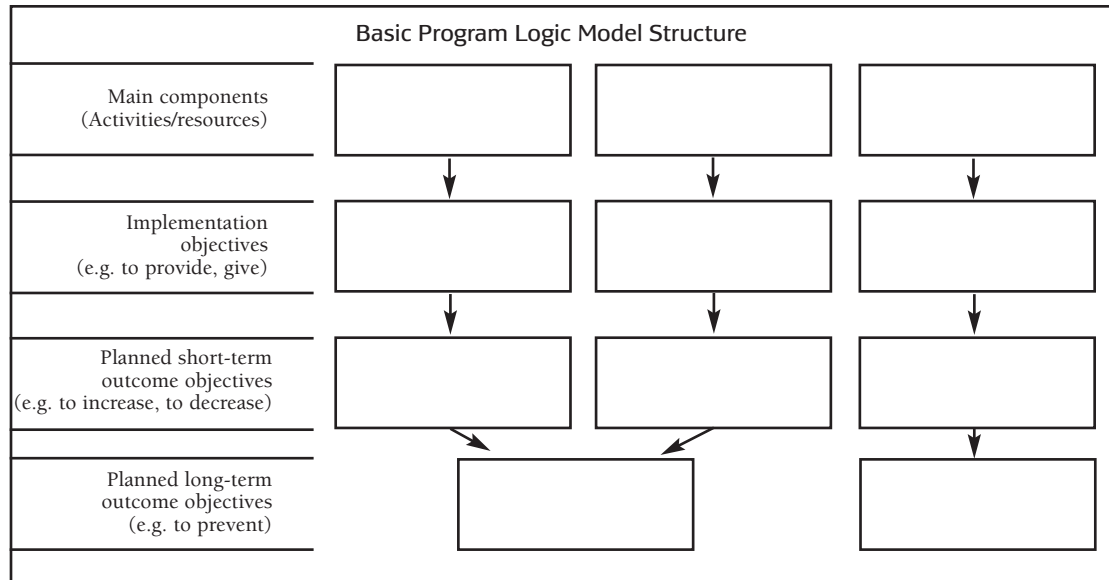 Basic Program Logic Model Structure
Main components
(Activities/resources)
Implementation
objectives
(e.g. to provide, give)
Planned short-term
outcome objectives
(e.g. to increase, to decrease)
Planned long-term
outcome objectives
(e.g. to prevent)